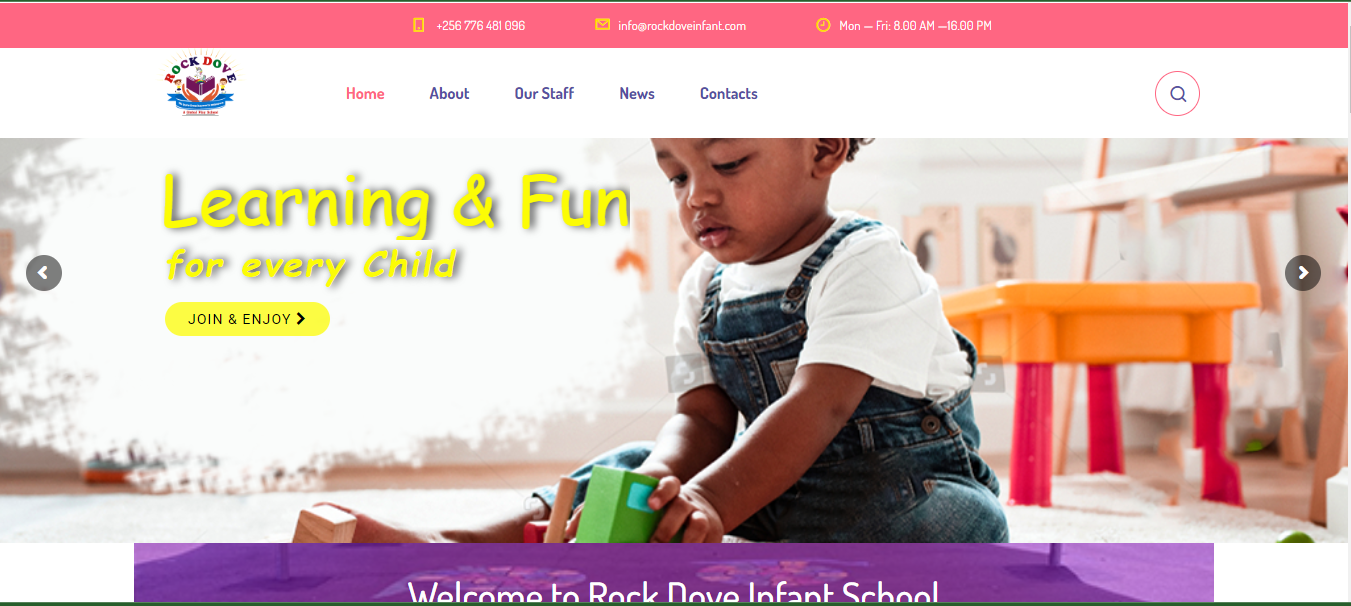 +256 776 481 096
info@rockdoveinfant.com
Mon — Fri: 8.00 AM —16.00 PM
ROCK DOVE
Home
About
Our Staff
News
Contacts
Learning & Fun
for every Child
JOIN & ENJOY
Welcome to Rock Dove Infant School